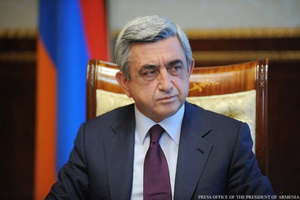 PRESS OFFICE OF THE PRESIDENT OF ARMENIA